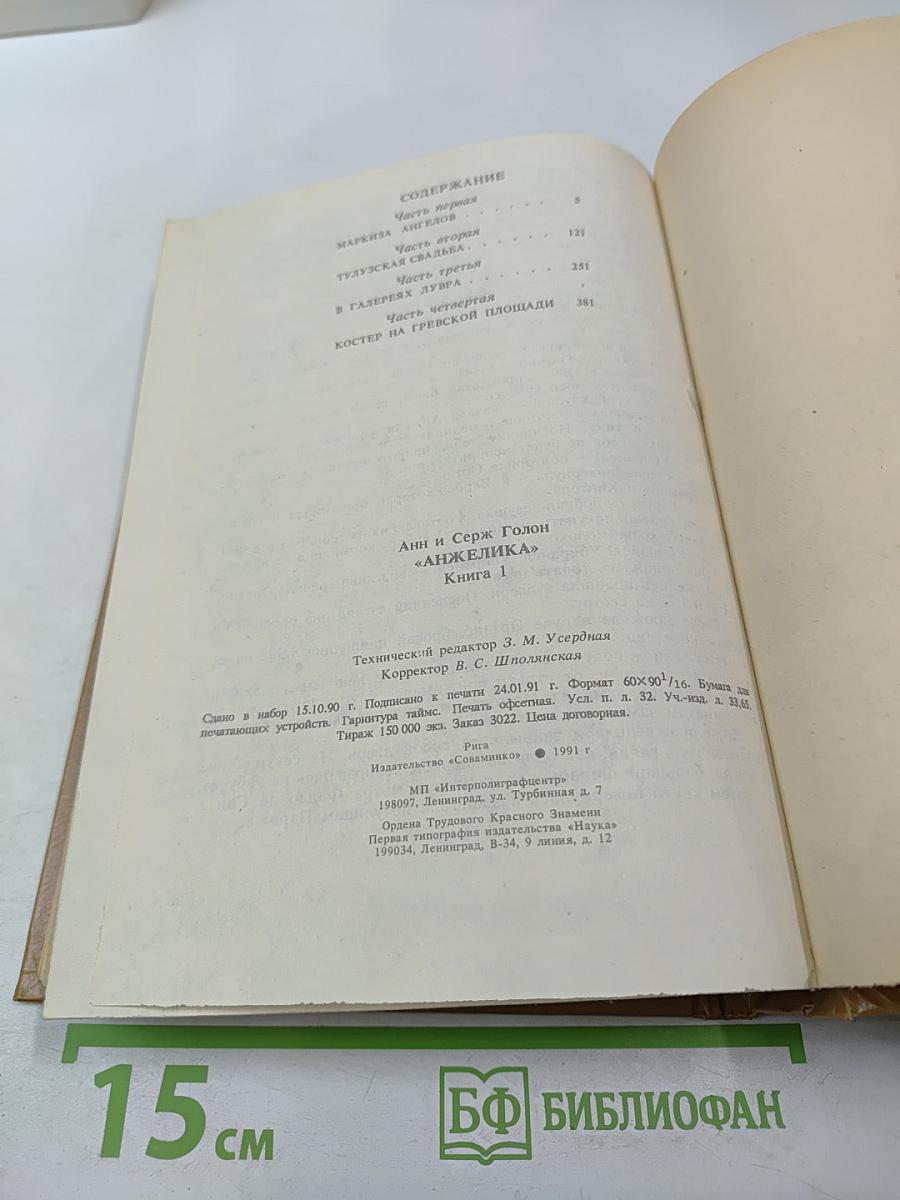 СОДЕРЖАНИЕ
Часть первая
МАРКИЗА АНГЕЛОВ . . . . . . 5
Часть вторая
ТУЛУЗСКАЯ СВАДЬБА . . . . . . 121
Часть третья
В ГАЛЕРЕЯХ ЛУВРА . . . . . . 251
Часть четвертая
КОСТЕР НА ГРЕВСКОЙ ПЛОЩАДИ 381
Анн и Серж Голон
«АНЖЕЛИКА»
Книга 1
Технический редактор З. М. Усердная
Корректор В. С. Шполянская
Сдано в набор 15.10.90 г. Подписано к печати 24.01.91 г. Формат 60×90¹/16. Бумага для
печатающих устройств. Гарнитура таймс. Печать офсетная. Усл. п. л. 32. Уч.-изд. л. 33,65.
Тираж 150 000 экз. Заказ 3022. Цена договорная.
Рига
Издательство «Соваминко» ● 1991 г
МП «Интерполиграфцентр»
198097, Ленинград, ул. Турбинная д. 7
Ордена Трудового Красного Знамени
Первая типография издательства «Наука»
199034, Ленинград, В-34, 9 линия, д. 12
15 см
БФ БИБЛИОФАН